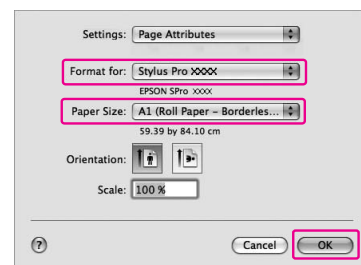 Settings: Page Attributes
Format for: Stylus Pro XXXX
EPSON SPro XXXX
Paper Size: A1 (Roll Paper - Borderles...
59.39 by 84.10 cm
Orientation:
Scale: 100 %
? Cancel OK